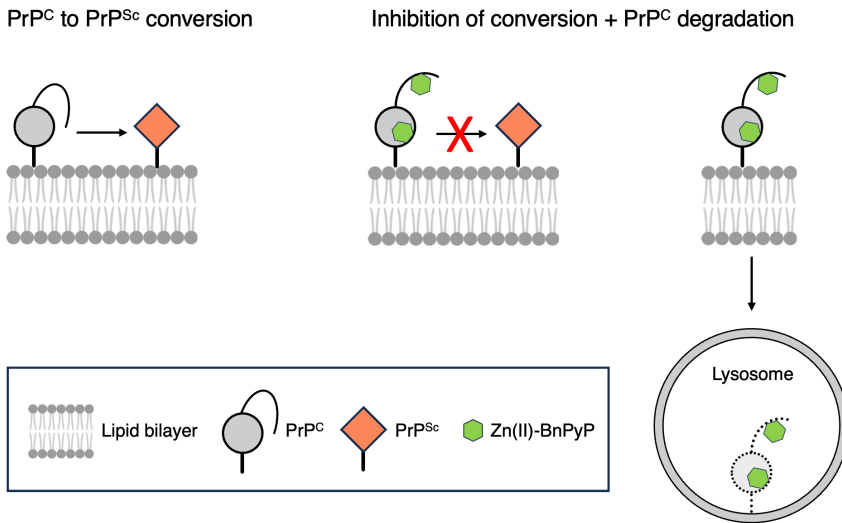 PrPC to PrPSc conversion
Inhibition of conversion + PrPC degradation
Lysosome
Lipid bilayer
PrPC
PrPSc
Zn(II)-BnPyP